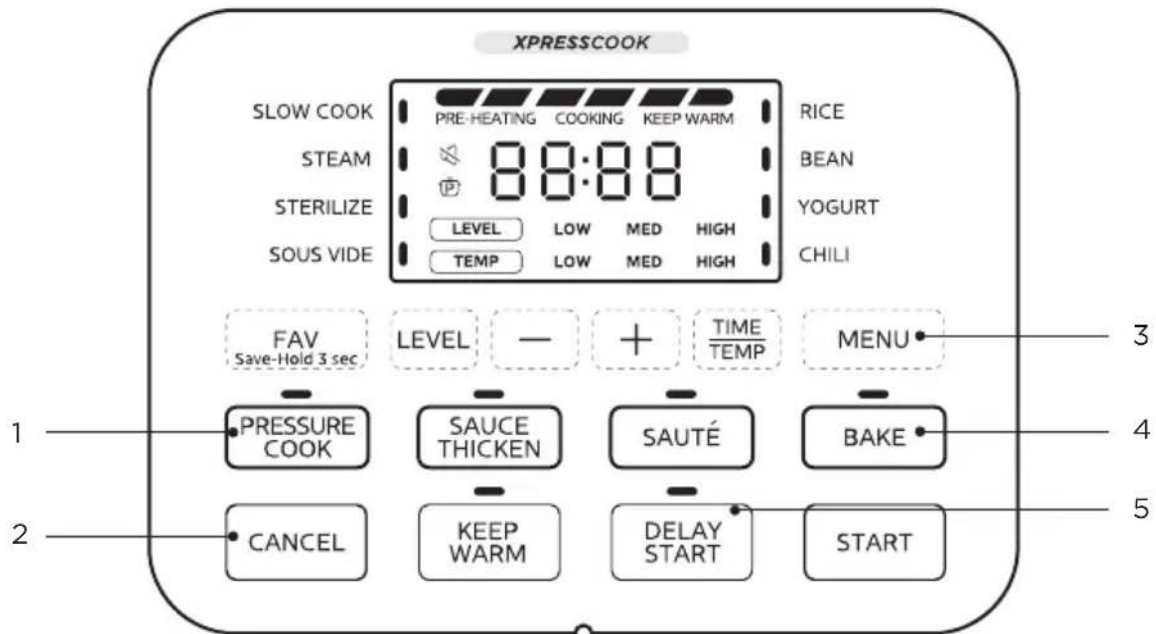 XPRESSCOOK
SLOW COOK
STEAM
STERILIZE
SOUS VIDE
PRE-HEATING COOKING KEEP WARM
88:88
P
LEVEL LOW MED HIGH
TEMP LOW MED HIGH
RICE
BEAN
YOGURT
CHILI
FAV
Save-Hold 3 sec
LEVEL
—
+
TIME
TEMP
MENU
3
1
PRESSURE
COOK
SAUCE
THICKEN
SAUTÉ
BAKE
4
2
CANCEL
KEEP
WARM
DELAY
START
5
START